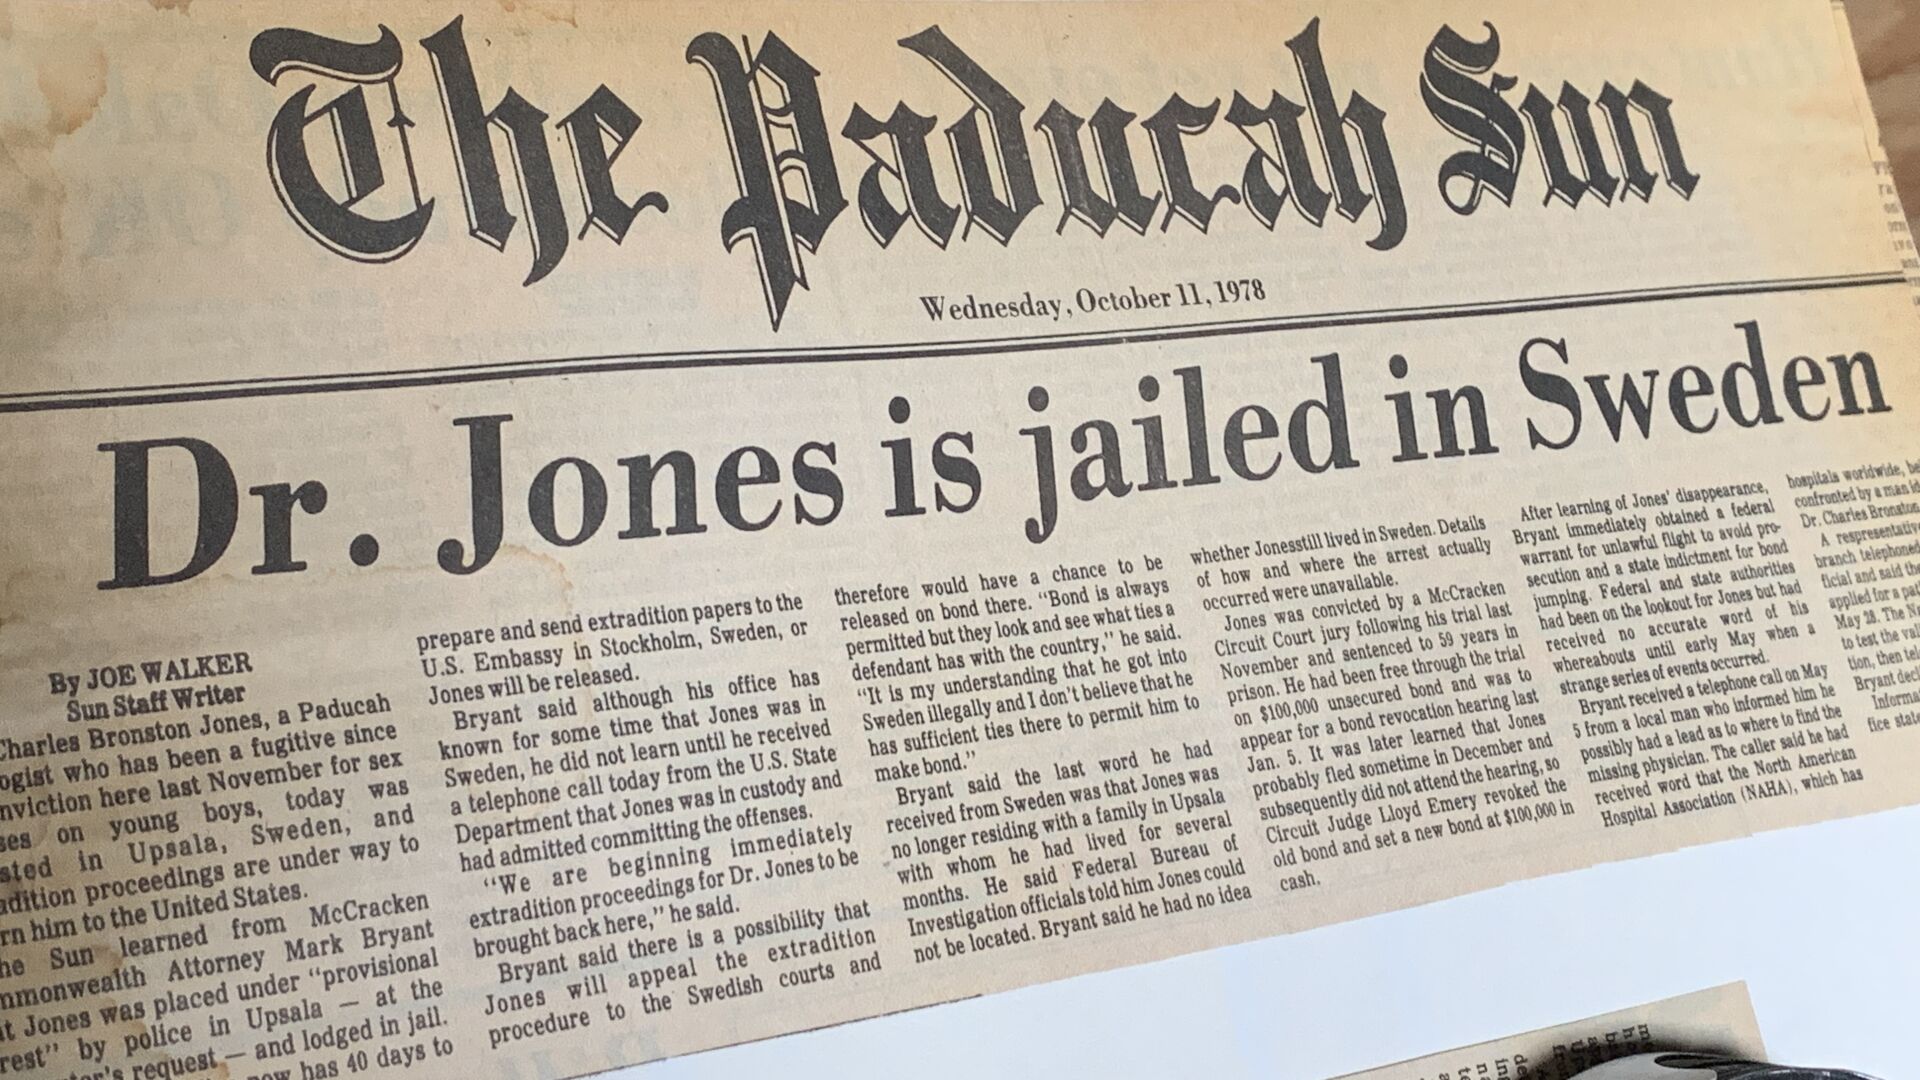 The Paducah Sun
Wednesday, October 11, 1978
Dr. Jones is jailed in Sweden
By JOE WALKER
Sun Staff Writer
Charles Bronston Jones, a Paducah
ogist who has been a fugitive since
nviction here last November for sex
ses on young boys, today was
sted in Upsala, Sweden, and
adition proceedings are under way to
rn him to the United States.
he Sun learned from McCracken
mmonwealth Attorney Mark Bryant
t Jones was placed under "provisional
rest" by police in Upsala — at the
tor's request — and lodged in jail.
now has 40 days to
prepare and send extradition papers to the
U.S. Embassy in Stockholm, Sweden, or
Jones will be released.
Bryant said although his office has
known for some time that Jones was in
Sweden, he did not learn until he received
a telephone call today from the U.S. State
Department that Jones was in custody and
had admitted committing the offenses.
"We are beginning immediately
extradition proceedings for Dr. Jones to be
brought back here," he said.
Bryant said there is a possibility that
Jones will appeal the extradition
procedure to the Swedish courts and
therefore would have a chance to be
released on bond there. "Bond is always
permitted but they look and see what ties a
defendant has with the country," he said.
"It is my understanding that he got into
Sweden illegally and I don't believe that he
has sufficient ties there to permit him to
make bond."
Bryant said the last word he had
received from Sweden was that Jones was
no longer residing with a family in Upsala
with whom he had lived for several
months. He said Federal Bureau of
Investigation officials told him Jones could
not be located. Bryant said he had no idea
whether Jonesstill lived in Sweden. Details
of how and where the arrest actually
occurred were unavailable.
Jones was convicted by a McCracken
Circuit Court jury following his trial last
November and sentenced to 59 years in
prison. He had been free through the trial
on $100,000 unsecured bond and was to
appear for a bond revocation hearing last
Jan. 5. It was later learned that Jones
probably fled sometime in December and
subsequently did not attend the hearing, so
Circuit Judge Lloyd Emery revoked the
old bond and set a new bond at $100,000 in
cash.
After learning of Jones' disappearance,
Bryant immediately obtained a federal
warrant for unlawful flight to avoid pro-
secution and a state indictment for bond
jumping. Federal and state authorities
had been on the lookout for Jones but had
received no accurate word of his
whereabouts until early May when a
strange series of events occurred.
Bryant received a telephone call on May
5 from a local man who informed him he
possibly had a lead as to where to find the
missing physician. The caller said he had
received word that the North American
Hospital Association (NAHA), which has
hospitals worldwide, be
confronted by a man id
Dr. Charles Bronston
A respresentative
branch telephoned
ficial and said the
applied for a pat
May 28. The Na
to test the vali
tion, then tele
Bryant decl
Informa
fice state